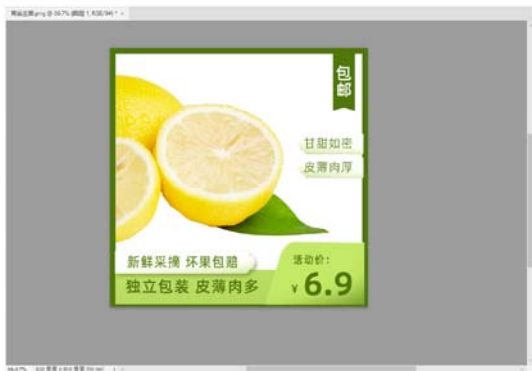 包邮
甘甜如密
皮薄肉厚
新鲜采摘 坏果包赔
独立包装 皮薄肉多
活动价：
¥ 6.9